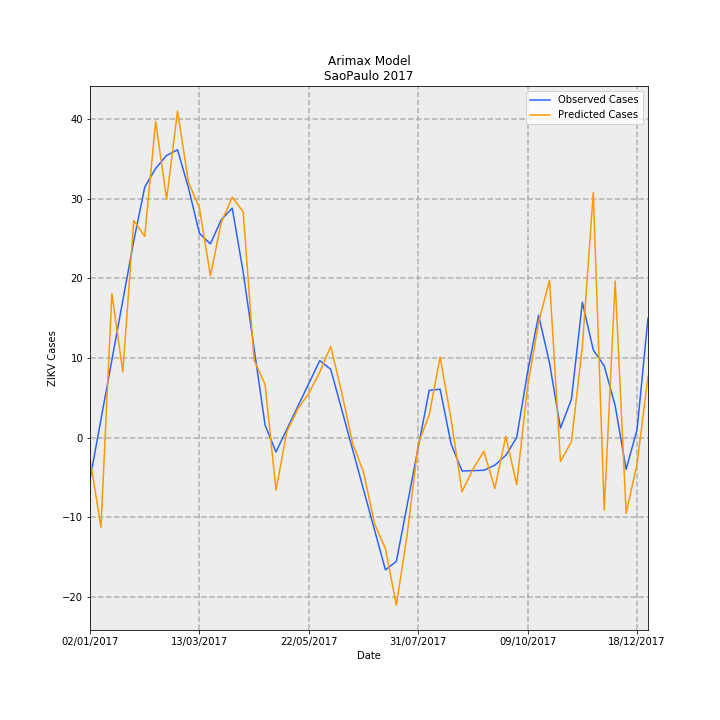 Arimax Model
SaoPaulo 2017
Observed Cases
Predicted Cases
ZIKV Cases
40
30
20
10
0
−10
−20
02/01/2017
13/03/2017
22/05/2017
31/07/2017
09/10/2017
18/12/2017
Date